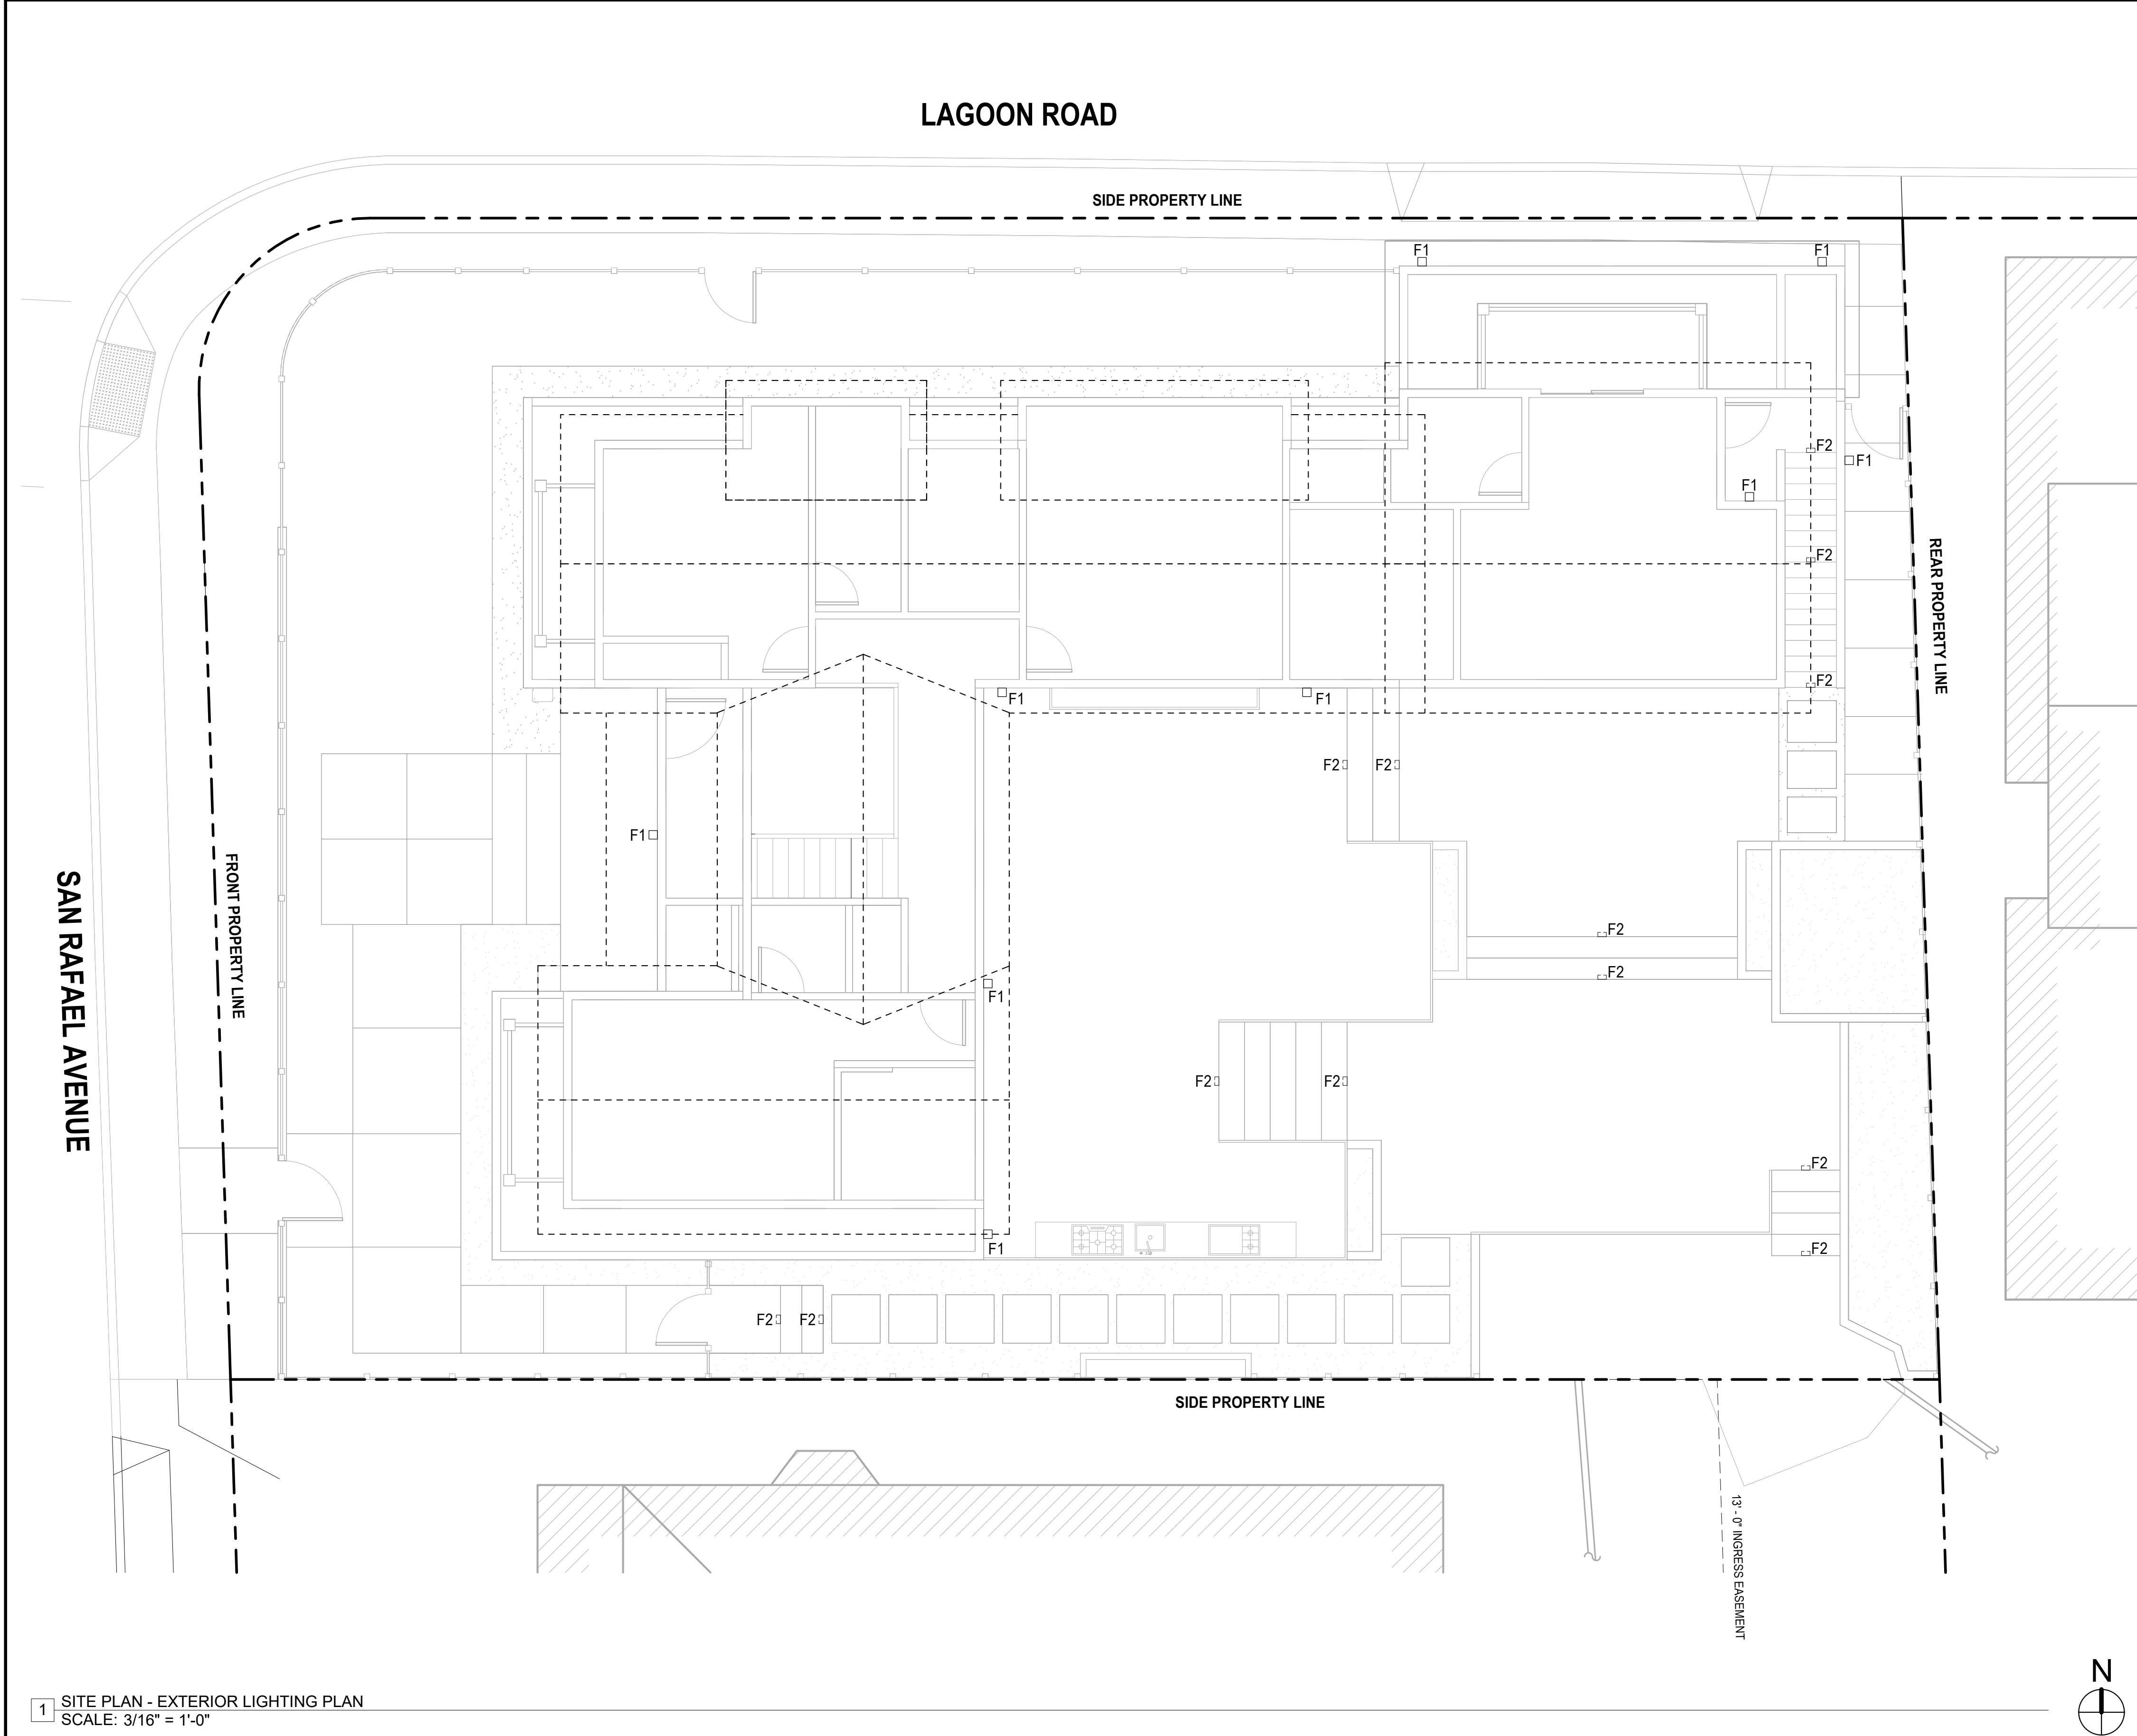 LAGOON ROAD
SIDE PROPERTY LINE
F1
F1
F2
F1
F1
F2
REAR PROPERTY LINE
F2
F1
F1
F2
F2
F1
FRONT PROPERTY LINE
SAN RAFAEL AVENUE
F2
F2
F1
F2
F2
F2
F2
F1
F2
F2
F2
SIDE PROPERTY LINE
13' - 0" INGRESS EASEMENT
N
1
SITE PLAN - EXTERIOR LIGHTING PLAN
SCALE: 3/16" = 1'-0"